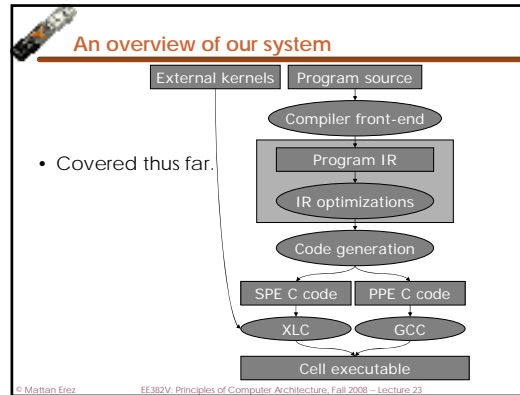 An overview of our system
External kernels
Program source
Compiler front-end
• Covered thus far.
Program IR
IR optimizations
Code generation
SPE C code
PPE C code
XLC
GCC
Cell executable
© Mattan Erez
EE382V: Principles of Computer Architecture, Fall 2008 -- Lecture 23